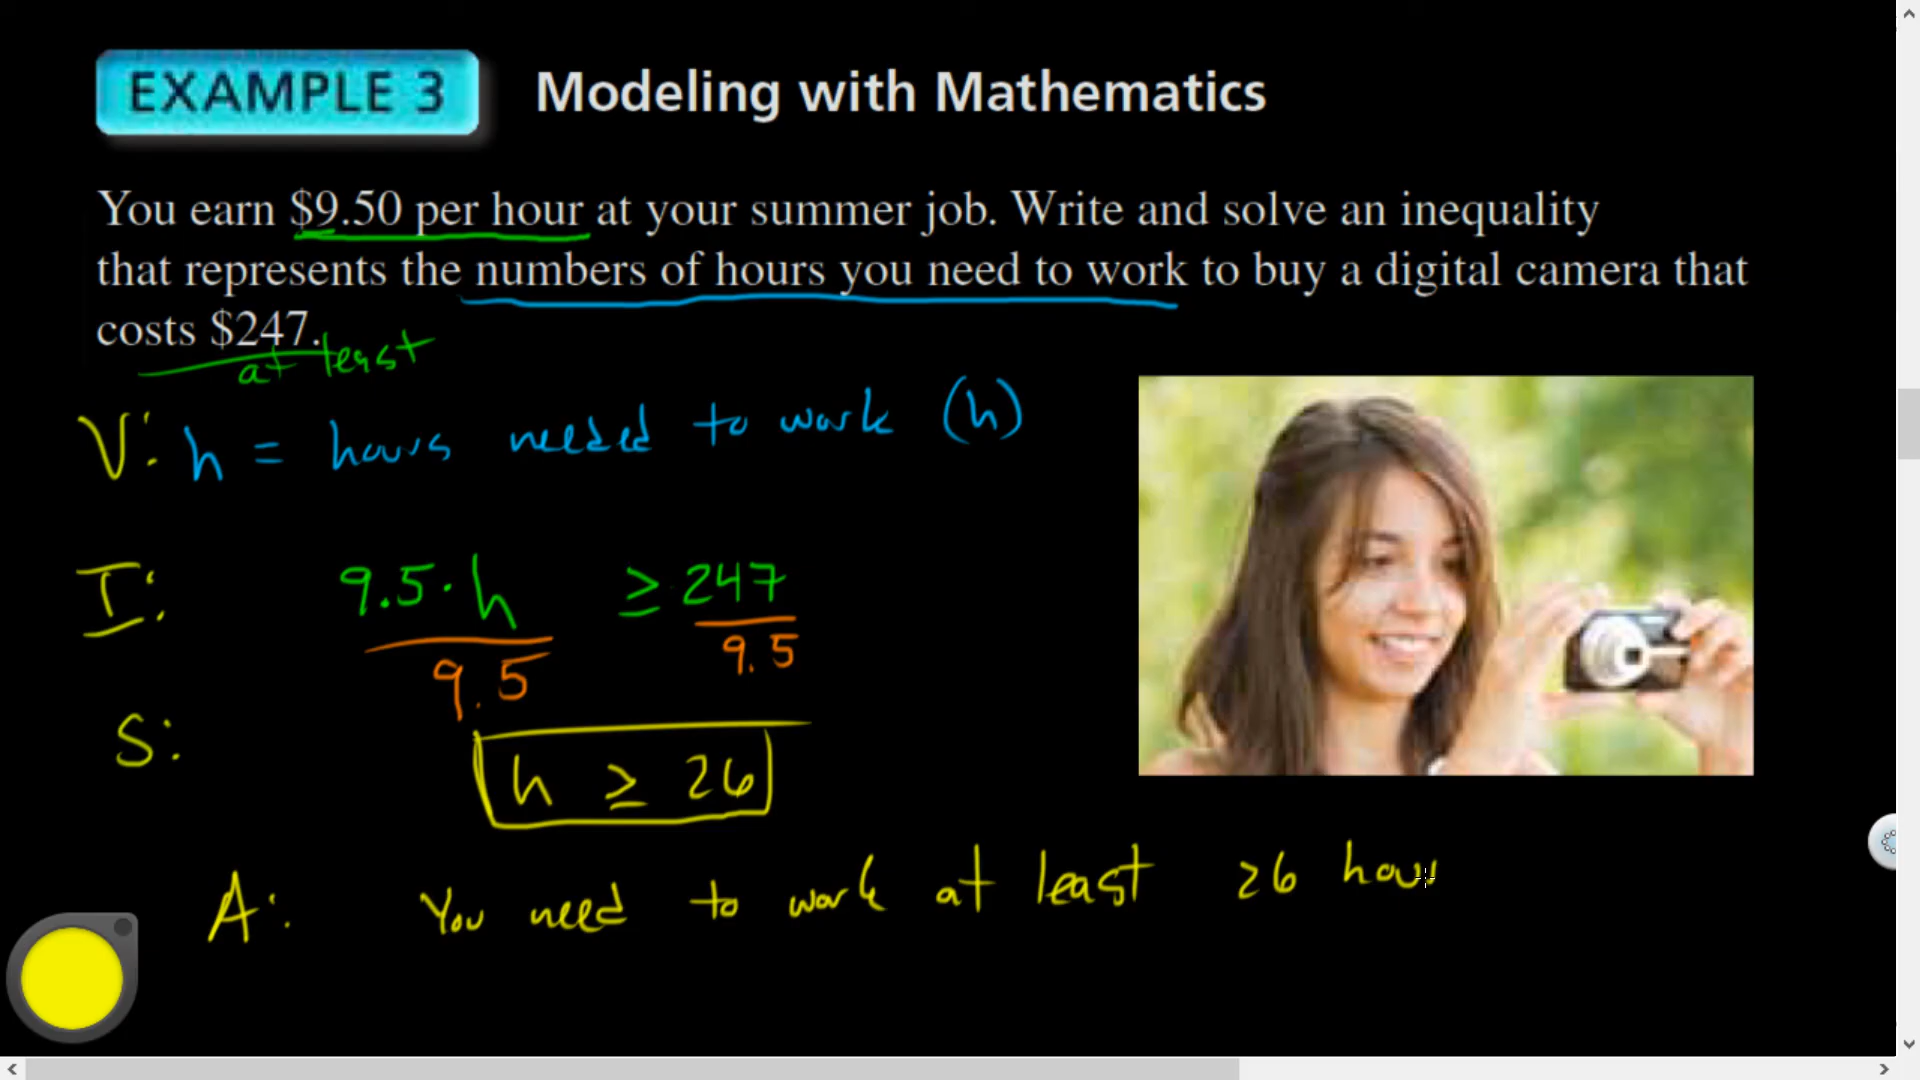 EXAMPLE 3 Modeling with Mathematics
You earn $9.50 per hour at your summer job. Write and solve an inequality
that represents the numbers of hours you need to work to buy a digital camera that
costs $247.
at least
V: h = hours needed to work (h)
I: 9.5 · h ≥ 247
9.5 9.5
S: h ≥ 26
A: You need to work at least 26 hour